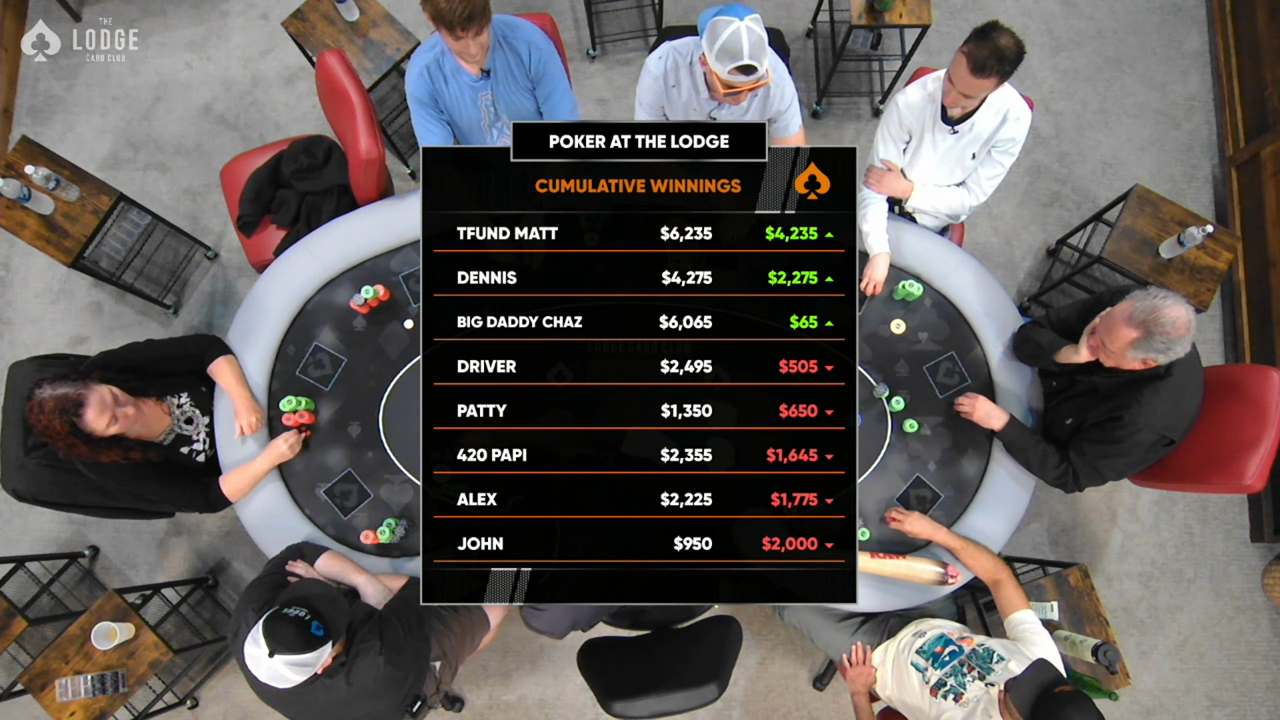 THE
LODGE
CARD CLUB
POKER AT THE LODGE
CUMULATIVE WINNINGS
TFUND MATT $6,235 $4,235
DENNIS $4,275 $2,275
BIG DADDY CHAZ $6,065 $65
DRIVER $2,495 $505
PATTY $1,350 $650
420 PAPI $2,355 $1,645
ALEX $2,225 $1,775
JOHN $950 $2,000
RAW